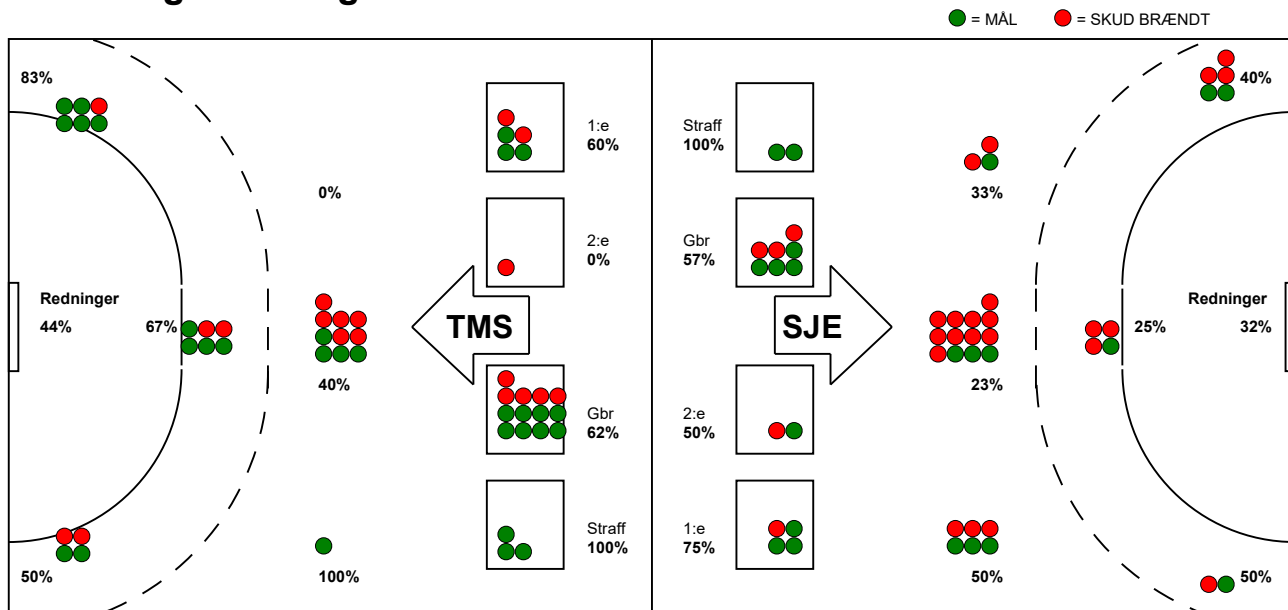 = MÅL = SKUD BRÆNDT
83%
40%
1:e
60%
Straff
100%
0%
33%
2:e
0%
Gbr
57%
Redninger
44%
67%
TMS
SJE
25%
Redninger
32%
40%
23%
Gbr
62%
2:e
50%
Straff
100%
1:e
75%
50%
100%
50%
50%